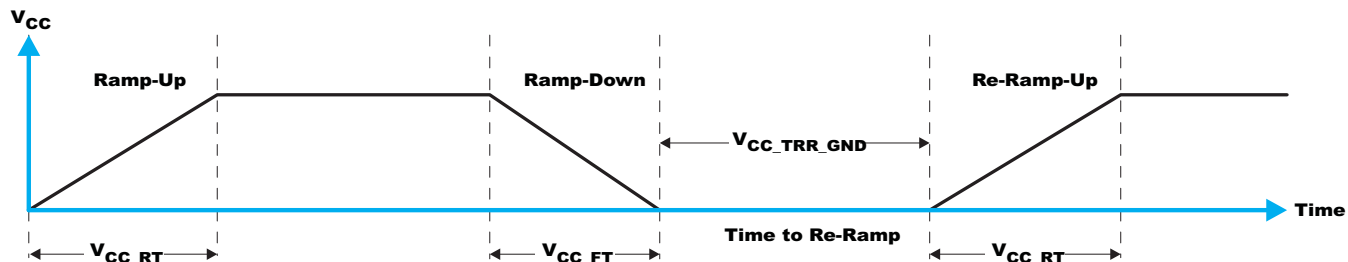 VCC
Ramp-Up
Ramp-Down
Re-Ramp-Up
VCC_TRR_GND
Time
Time to Re-Ramp
VCC_RT
VCC_FT
VCC_RT